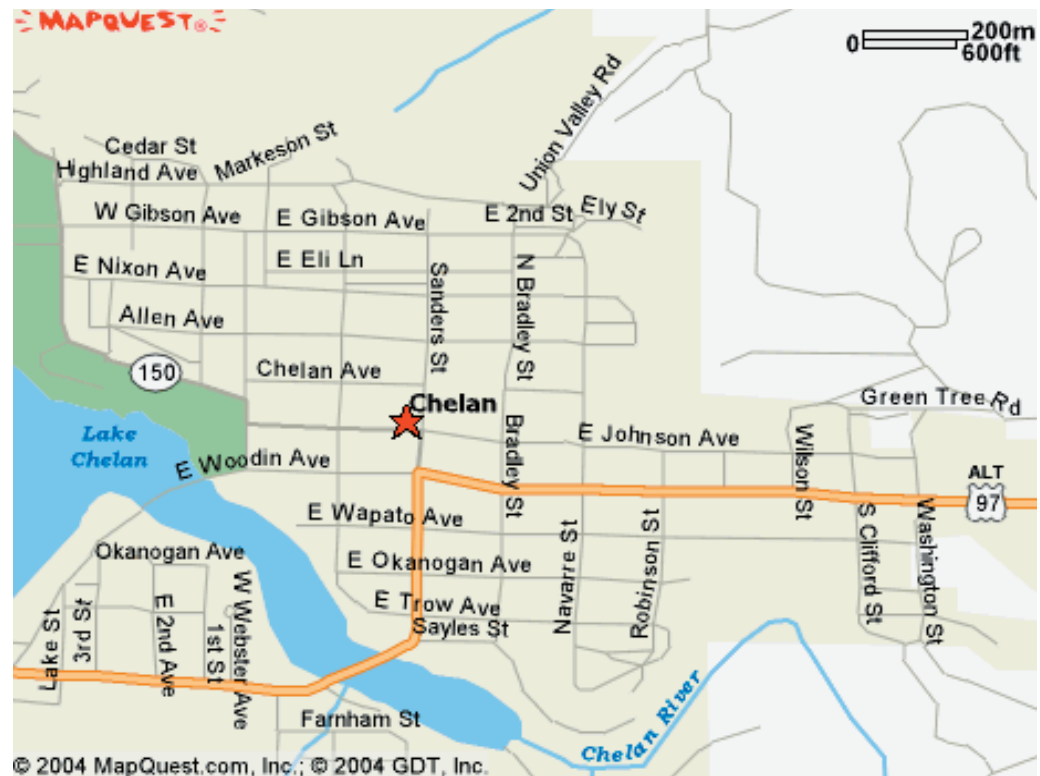 MAPQUEST®
0 200m
600ft
Union Valley Rd
Cedar St
Markeson St
Highland Ave
W Gibson Ave
E Gibson Ave
E 2nd St
Ely St
E Nixon Ave
E Eli Ln
Sanders St
N Bradley St
Allen Ave
150
Chelan Ave
Chelan
Green Tree Rd
Lake
Chelan
E Woodin Ave
Bradley St
E Johnson Ave
Wilson St
ALT
97
E Wapato Ave
S Clifford St
Washington St
Okanogan Ave
E Okanogan Ave
Navarre St
Robinson St
E Trow Ave
Sayles St
Lake St
3rd St
E 2nd Ave
1st St
W Webster Ave
Farnham St
Chelan River
© 2004 MapQuest.com, Inc.; © 2004 GDT, Inc.